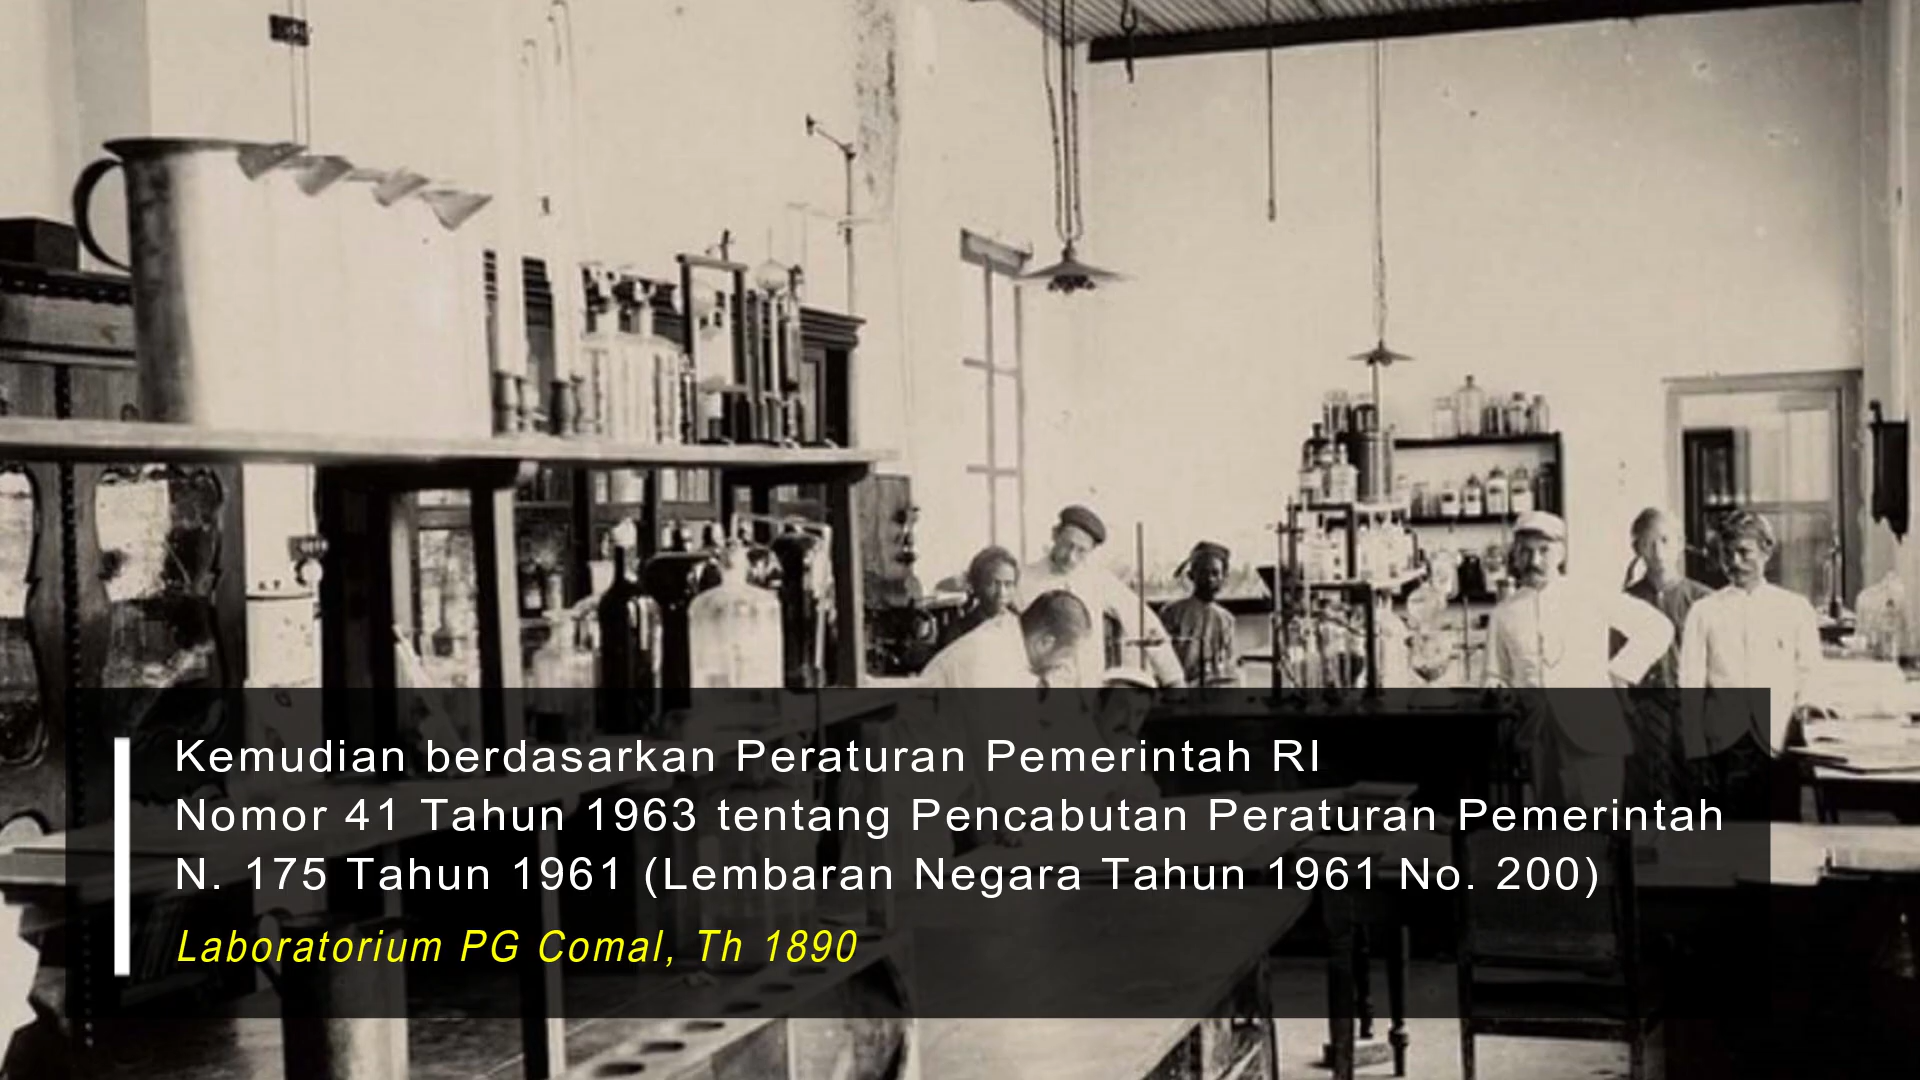 Kemudian berdasarkan Peraturan Pemerintah RI
Nomor 41 Tahun 1963 tentang Pencabutan Peraturan Pemerintah
N. 175 Tahun 1961 (Lembaran Negara Tahun 1961 No. 200)
Laboratorium PG Comal, Th 1890